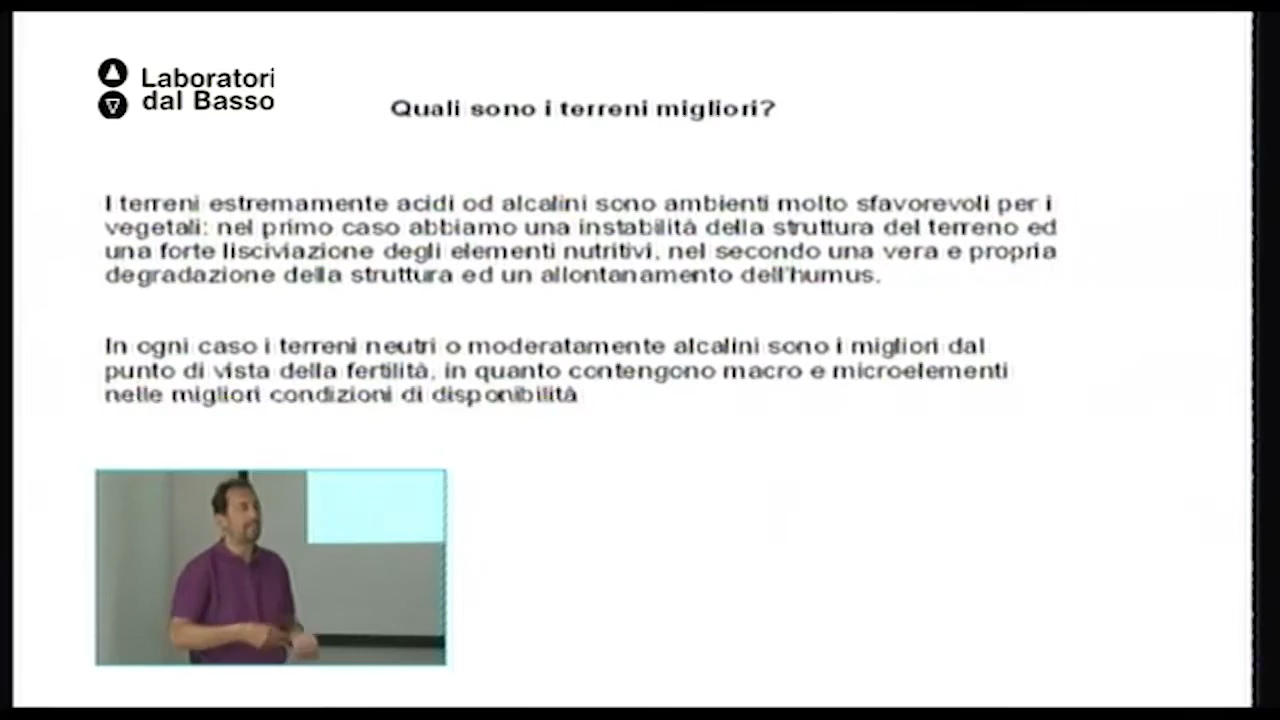 Laboratori
dal Basso
Quali sono i terreni migliori?
I terreni estremamente acidi od alcalini sono ambienti molto sfavorevoli per i
vegetali: nel primo caso abbiamo una instabilità della struttura del terreno ed
una forte lisciviazione degli elementi nutritivi, nel secondo una vera e propria
degradazione della struttura ed un allontanamento dell'humus.
In ogni caso i terreni neutri o moderatamente alcalini sono i migliori dal
punto di vista della fertilità, in quanto contengono macro e microelementi
nelle migliori condizioni di disponibilità